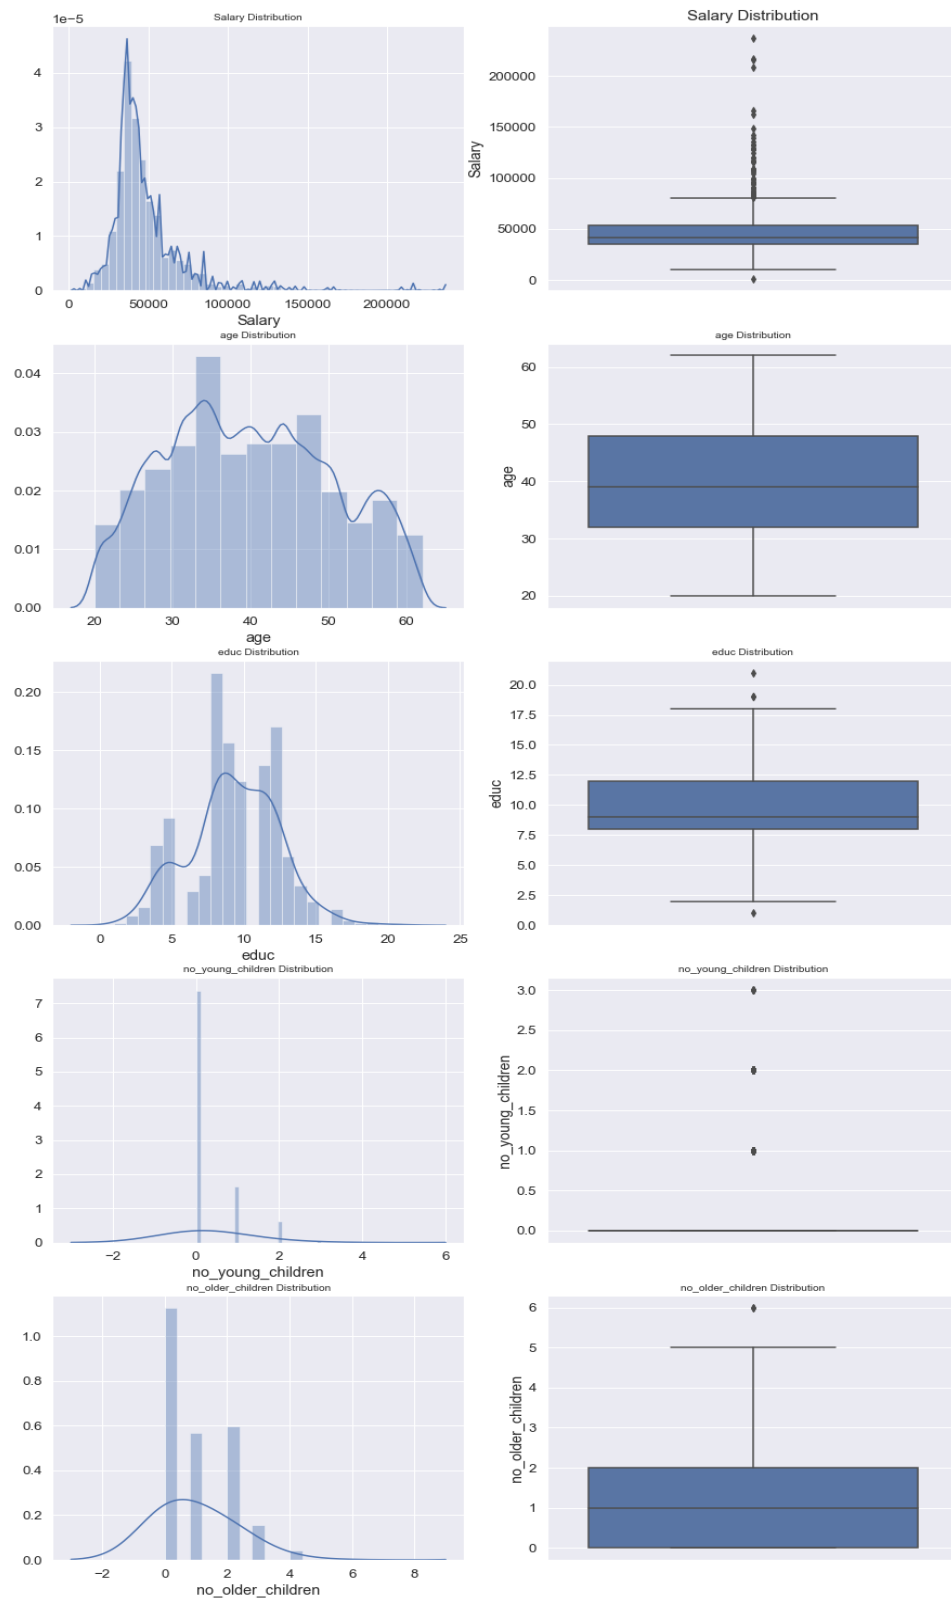 Salary Distribution
1e−5
4
3
2
1
0
0 50000 100000 150000 200000
Salary
Salary Distribution
200000
150000
100000
50000
0
Salary
age Distribution
0.04
0.03
0.02
0.01
0.00
20 30 40 50 60
age
age Distribution
60
50
40
30
20
age
educ Distribution
0.20
0.15
0.10
0.05
0.00
0 5 10 15 20 25
educ
educ Distribution
20.0
17.5
15.0
12.5
10.0
7.5
5.0
2.5
0.0
educ
no_young_children Distribution
7
6
5
4
3
2
1
0
−2 0 2 4 6
no_young_children
no_young_children Distribution
3.0
2.5
2.0
1.5
1.0
0.5
0.0
no_young_children
no_older_children Distribution
1.0
0.8
0.6
0.4
0.2
0.0
−2 0 2 4 6 8
no_older_children
no_older_children Distribution
6
5
4
3
2
1
0
no_older_children